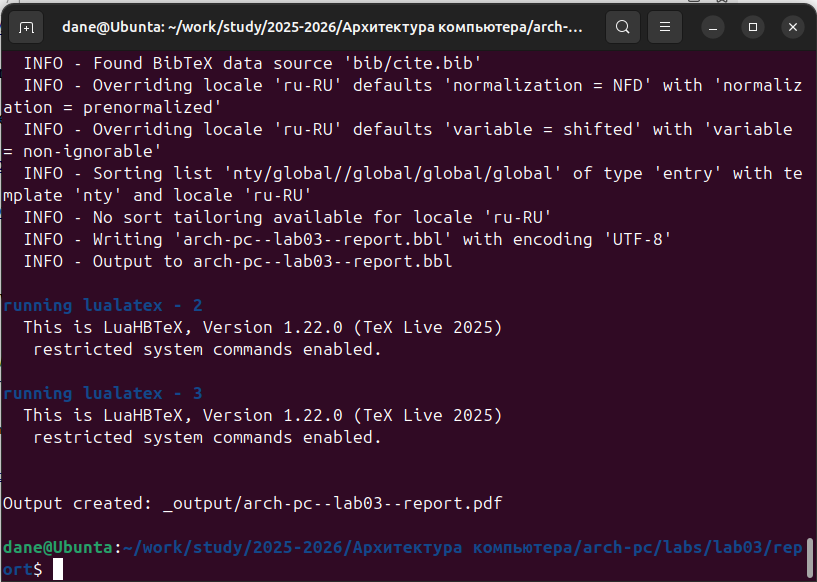 dane@Ubunta: ~/work/study/2025-2026/Архитектура компьютера/arch-...
INFO - Found BibTeX data source 'bib/cite.bib'
INFO - Overriding locale 'ru-RU' defaults 'normalization = NFD' with 'normaliz
ation = prenormalized'
INFO - Overriding locale 'ru-RU' defaults 'variable = shifted' with 'variable
= non-ignorable'
INFO - Sorting list 'nty/global//global/global/global' of type 'entry' with te
mplate 'nty' and locale 'ru-RU'
INFO - No sort tailoring available for locale 'ru-RU'
INFO - Writing 'arch-pc--lab03--report.bbl' with encoding 'UTF-8'
INFO - Output to arch-pc--lab03--report.bbl
running lualatex - 2
This is LuaHBTeX, Version 1.22.0 (TeX Live 2025)
restricted system commands enabled.
running lualatex - 3
This is LuaHBTeX, Version 1.22.0 (TeX Live 2025)
restricted system commands enabled.
Output created: _output/arch-pc--lab03--report.pdf
dane@Ubunta:~/work/study/2025-2026/Архитектура компьютера/arch-pc/labs/lab03/rep
ort$